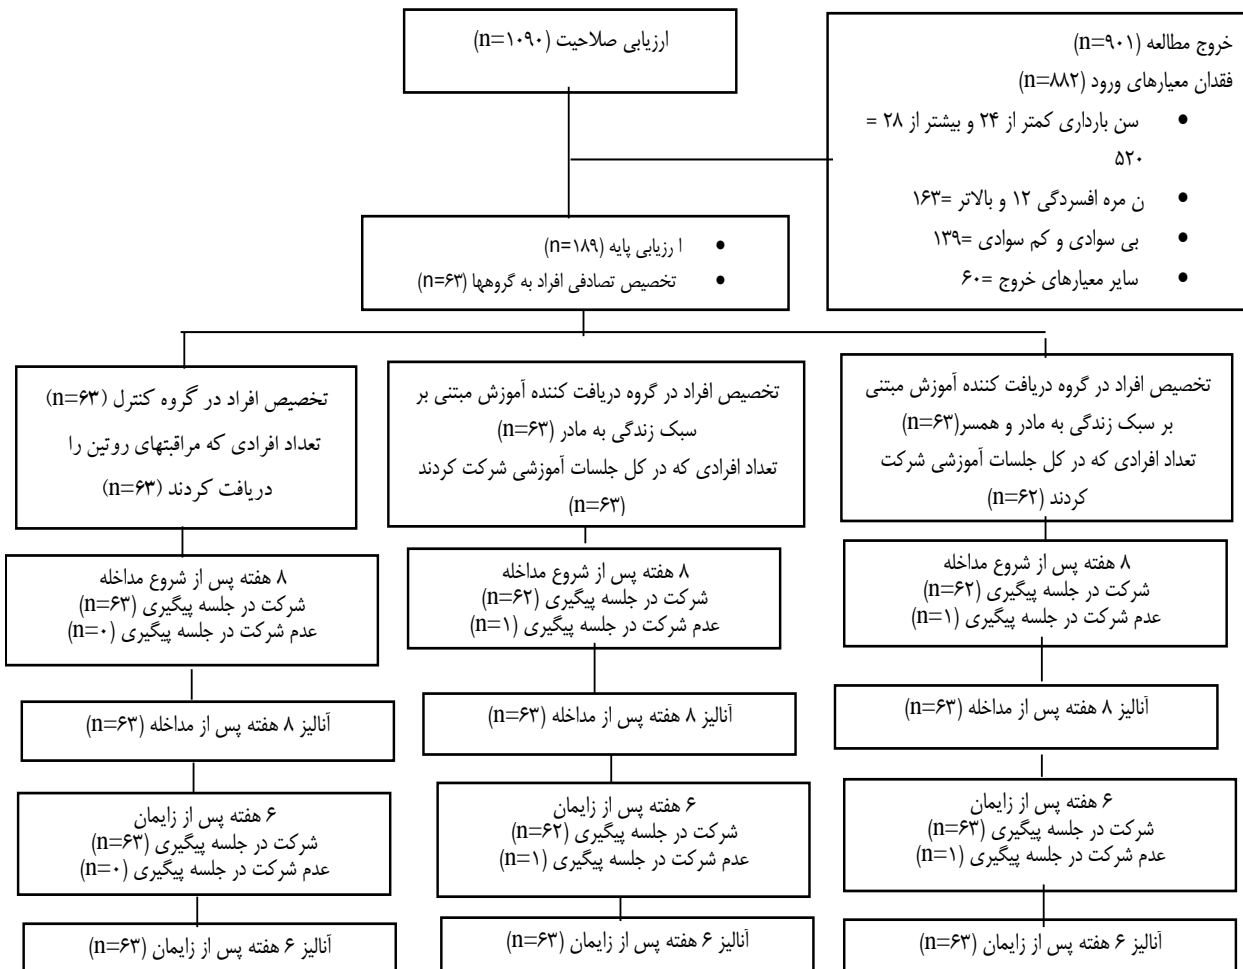 ارزیابی صلاحیت (n=۱۰۹۰)
خروج مطالعه (n=۹۰۱)
فقدان معیارهای ورود (n=۸۸۲)
• سن بارداری کمتر از ۲۴ و بیشتر از ۲۸ =
۵۲۰
• ن مره افسردگی ۱۲ و بالاتر =۱۶۳
• بی سوادی و کم سوادی =۱۳۹
• سایر معیارهای خروج =۶۰
• ا رزیابی پایه (n=۱۸۹)
• تخصیص تصادفی افراد به گروهها (n=۶۳)
تخصیص افراد در گروه دریافت کننده آموزش مبتنی
بر سبک زندگی به مادر و همسر(n=۶۳)
تعداد افرادی که در کل جلسات آموزشی شرکت
کردند (n=۶۲)
تخصیص افراد در گروه دریافت کننده آموزش مبتنی بر
سبک زندگی به مادر (n=۶۳)
تعداد افرادی که در کل جلسات آموزشی شرکت کردند
(n=۶۳)
تخصیص افراد در گروه کنترل (n=۶۳)
تعداد افرادی که مراقبتهای روتین را
دریافت کردند (n=۶۳)
۸ هفته پس از شروع مداخله
شرکت در جلسه پیگیری (n=۶۲)
عدم شرکت در جلسه پیگیری (n=۱)
۸ هفته پس از شروع مداخله
شرکت در جلسه پیگیری (n=۶۲)
عدم شرکت در جلسه پیگیری (n=۱)
۸ هفته پس از شروع مداخله
شرکت در جلسه پیگیری (n=۶۳)
عدم شرکت در جلسه پیگیری (n=۰)
آنالیز ۸ هفته پس از مداخله (n=۶۳)
آنالیز ۸ هفته پس از مداخله (n=۶۳)
آنالیز ۸ هفته پس از مداخله (n=۶۳)
۶ هفته پس از زایمان
شرکت در جلسه پیگیری (n=۶۳)
عدم شرکت در جلسه پیگیری (n=۱)
۶ هفته پس از زایمان
شرکت در جلسه پیگیری (n=۶۲)
عدم شرکت در جلسه پیگیری (n=۱)
۶ هفته پس از زایمان
شرکت در جلسه پیگیری (n=۶۳)
عدم شرکت در جلسه پیگیری (n=۰)
آنالیز ۶ هفته پس از زایمان (n=۶۳)
آنالیز ۶ هفته پس از زایمان (n=۶۳)
آنالیز ۶ هفته پس از زایمان (n=۶۳)